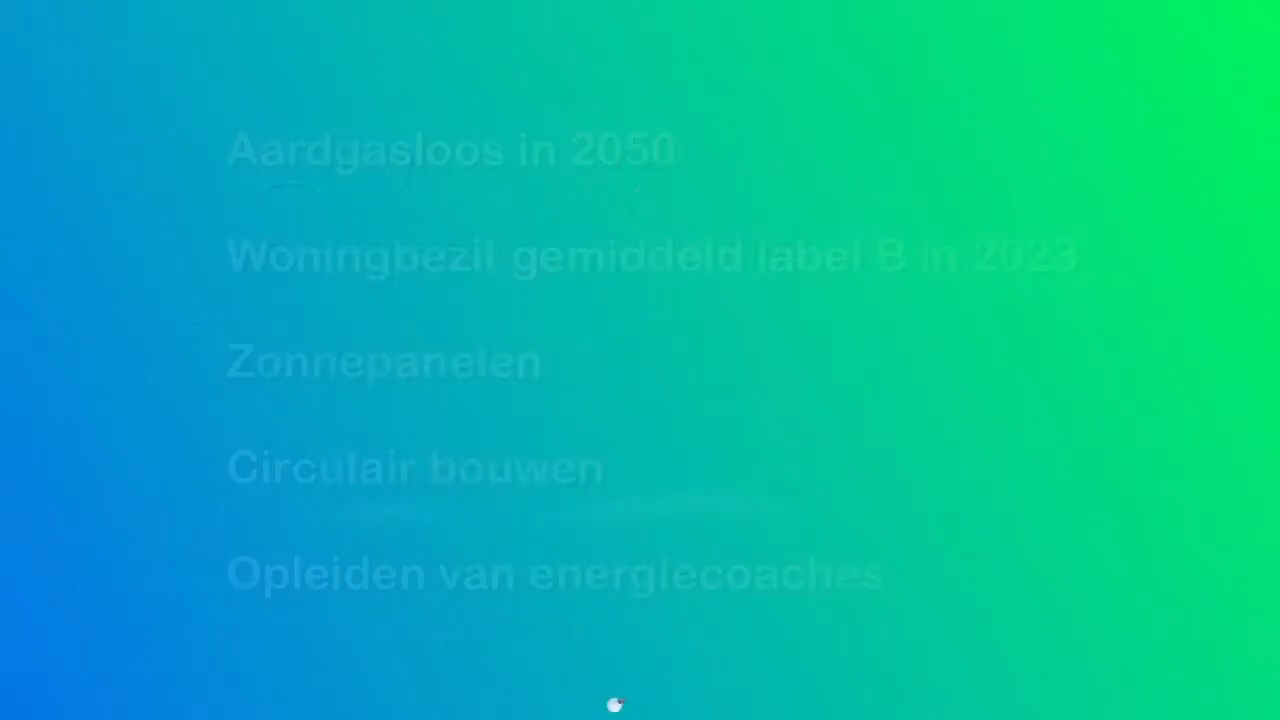 Aardgasloos in 2050
Woningbezit gemiddeld label B in 2023
Zonnepanelen
Circulair bouwen
Opleiden van energiecoaches